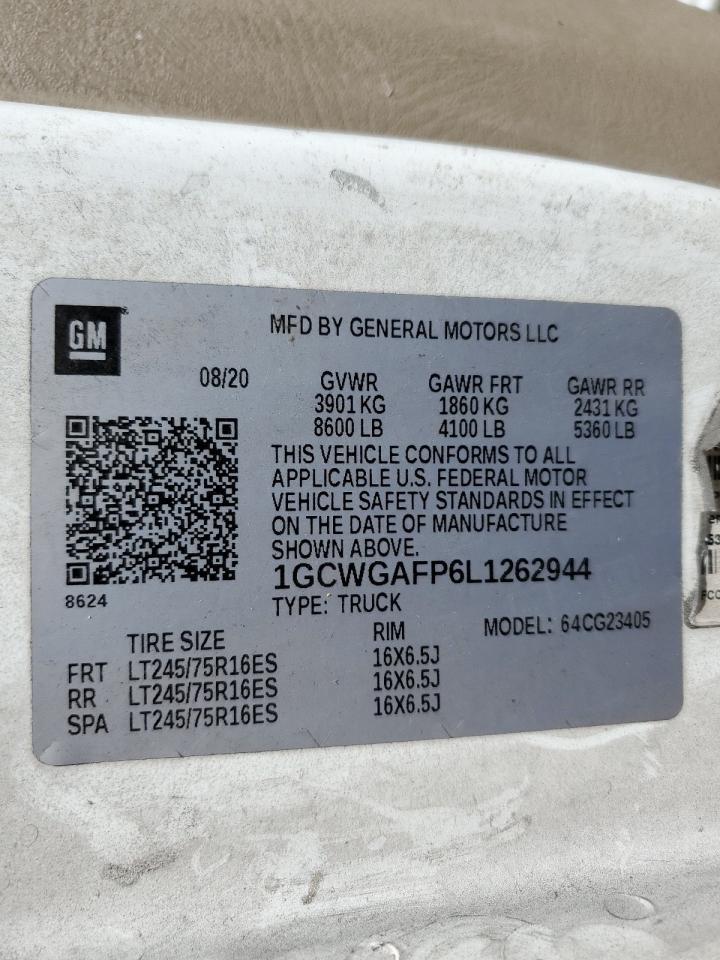 GM
MFD BY GENERAL MOTORS LLC
08/20 GVWR GAWR FRT GAWR RR
3901 KG 1860 KG 2431 KG
8600 LB 4100 LB 5360 LB
THIS VEHICLE CONFORMS TO ALL
APPLICABLE U.S. FEDERAL MOTOR
VEHICLE SAFETY STANDARDS IN EFFECT
ON THE DATE OF MANUFACTURE
SHOWN ABOVE.
1GCWGAFP6L1262944
8624
TYPE: TRUCK
MODEL: 64CG23405
TIRE SIZE RIM
FRT LT245/75R16ES 16X6.5J
RR LT245/75R16ES 16X6.5J
SPA LT245/75R16ES 16X6.5J
FCC